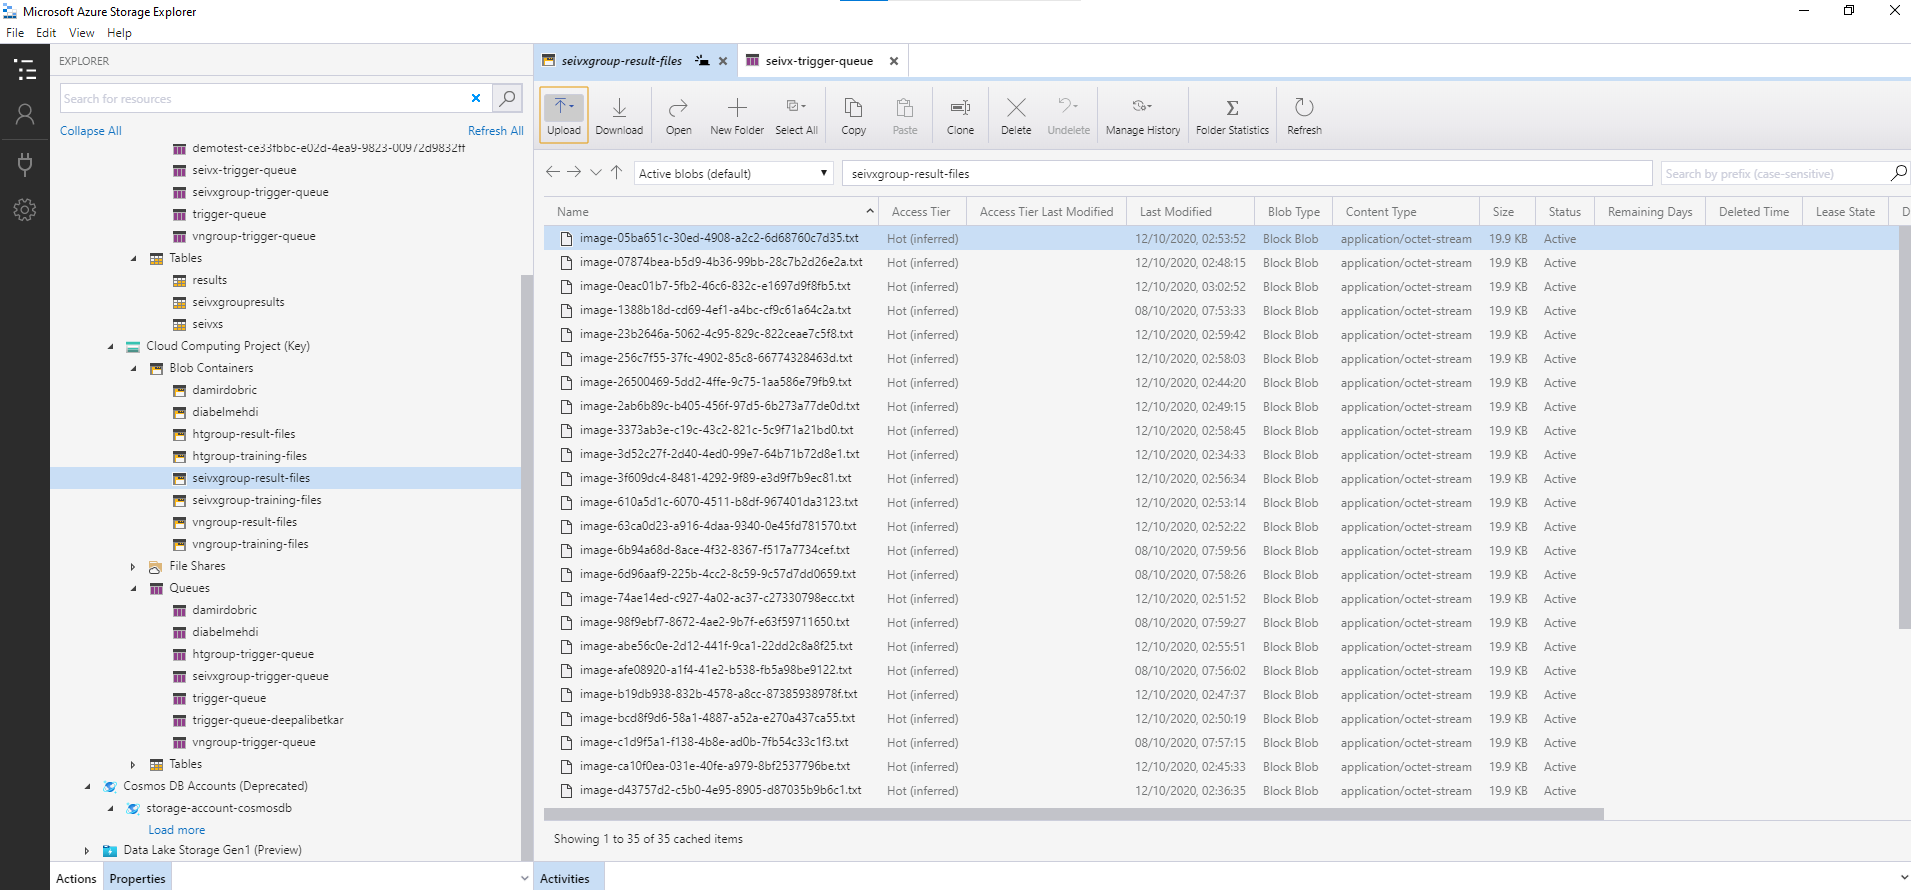 Microsoft Azure Storage Explorer
File Edit View Help
EXPLORER
Search for resources
Collapse All Refresh All
demotest-ce33fbbc-e02d-4ea9-9823-00972d9832ff
seivx-trigger-queue
seivxgroup-trigger-queue
trigger-queue
vngroup-trigger-queue
Tables
results
seivxgroupresults
seivxs
Cloud Computing Project (Key)
Blob Containers
damirdobric
diabelmehdi
htgroup-result-files
htgroup-training-files
seivxgroup-result-files
seivxgroup-training-files
vngroup-result-files
vngroup-training-files
File Shares
Queues
damirdobric
diabelmehdi
htgroup-trigger-queue
seivxgroup-trigger-queue
trigger-queue
trigger-queue-deepalibetkar
vngroup-trigger-queue
Tables
Cosmos DB Accounts (Deprecated)
storage-account-cosmosdb
Load more
Data Lake Storage Gen1 (Preview)
Actions Properties
seivxgroup-result-files seivx-trigger-queue
Upload Download Open New Folder Select All Copy Paste Clone Delete Undelete Manage History Folder Statistics Refresh
Active blobs (default) seivxgroup-result-files Search by prefix (case-sensitive)
Name Access Tier Access Tier Last Modified Last Modified Blob Type Content Type Size Status Remaining Days Deleted Time Lease State D
image-05ba651c-30ed-4908-a2c2-6d68760c7d35.txt Hot (inferred) 12/10/2020, 02:53:52 Block Blob application/octet-stream 19.9 KB Active
image-07874bea-b5d9-4b36-99bb-28c7b2d26e2a.txt Hot (inferred) 12/10/2020, 02:48:15 Block Blob application/octet-stream 19.9 KB Active
image-0eac01b7-5fb2-46c6-832c-e1697d9f8fb5.txt Hot (inferred) 12/10/2020, 03:02:52 Block Blob application/octet-stream 19.9 KB Active
image-1388b18d-cd69-4ef1-a4bc-cf9c61a64c2a.txt Hot (inferred) 08/10/2020, 07:53:33 Block Blob application/octet-stream 19.9 KB Active
image-23b2646a-5062-4c95-829c-822ceae7c5f8.txt Hot (inferred) 12/10/2020, 02:59:42 Block Blob application/octet-stream 19.9 KB Active
image-256c7f55-37fc-4902-85c8-66774328463d.txt Hot (inferred) 12/10/2020, 02:58:03 Block Blob application/octet-stream 19.9 KB Active
image-26500469-5dd2-4ffe-9c75-1aa586e79fb9.txt Hot (inferred) 12/10/2020, 02:44:20 Block Blob application/octet-stream 19.9 KB Active
image-2ab6b89c-b405-456f-97d5-6b273a77de0d.txt Hot (inferred) 12/10/2020, 02:49:15 Block Blob application/octet-stream 19.9 KB Active
image-3373ab3e-c19c-43c2-821c-5c9f71a21bd0.txt Hot (inferred) 12/10/2020, 02:58:45 Block Blob application/octet-stream 19.9 KB Active
image-3d52c27f-2d40-4ed0-99e7-64b71b72d8e1.txt Hot (inferred) 12/10/2020, 02:34:33 Block Blob application/octet-stream 19.9 KB Active
image-3f609dc4-8481-4292-9f89-e3d9f7b9ec81.txt Hot (inferred) 12/10/2020, 02:56:34 Block Blob application/octet-stream 19.9 KB Active
image-610a5d1c-6070-4511-b8df-967401da3123.txt Hot (inferred) 12/10/2020, 02:53:14 Block Blob application/octet-stream 19.9 KB Active
image-63ca0d23-a916-4daa-9340-0e45fd781570.txt Hot (inferred) 12/10/2020, 02:52:22 Block Blob application/octet-stream 19.9 KB Active
image-6b94a68d-8ace-4f32-8367-f517a7734cef.txt Hot (inferred) 08/10/2020, 07:59:56 Block Blob application/octet-stream 19.9 KB Active
image-6d96aaf9-225b-4cc2-8c59-9c57d7dd0659.txt Hot (inferred) 08/10/2020, 07:58:26 Block Blob application/octet-stream 19.9 KB Active
image-74ae14ed-c927-4a02-ac37-c27330798ecc.txt Hot (inferred) 12/10/2020, 02:51:52 Block Blob application/octet-stream 19.9 KB Active
image-98f9ebf7-8672-4ae2-9b7f-e63f59711650.txt Hot (inferred) 08/10/2020, 07:59:27 Block Blob application/octet-stream 19.9 KB Active
image-abe56c0e-2d12-441f-9ca1-22dd2c8a8f25.txt Hot (inferred) 12/10/2020, 02:55:51 Block Blob application/octet-stream 19.9 KB Active
image-afe08920-a1f4-41e2-b538-fb5a98be9122.txt Hot (inferred) 08/10/2020, 07:56:02 Block Blob application/octet-stream 19.9 KB Active
image-b19db938-832b-4578-a8cc-87385938978f.txt Hot (inferred) 12/10/2020, 02:47:37 Block Blob application/octet-stream 19.9 KB Active
image-bcd8f9d6-58a1-4887-a52a-e270a437ca55.txt Hot (inferred) 12/10/2020, 02:50:19 Block Blob application/octet-stream 19.9 KB Active
image-c1d9f5a1-f138-4b8e-ad0b-7fb54c33c1f3.txt Hot (inferred) 08/10/2020, 07:57:15 Block Blob application/octet-stream 19.9 KB Active
image-ca10f0ea-031e-40fe-a979-8bf2537796be.txt Hot (inferred) 12/10/2020, 02:45:33 Block Blob application/octet-stream 19.9 KB Active
image-d43757d2-c5b0-4e95-8905-d87035b9b6c1.txt Hot (inferred) 12/10/2020, 02:36:35 Block Blob application/octet-stream 19.9 KB Active
Showing 1 to 35 of 35 cached items
Activities